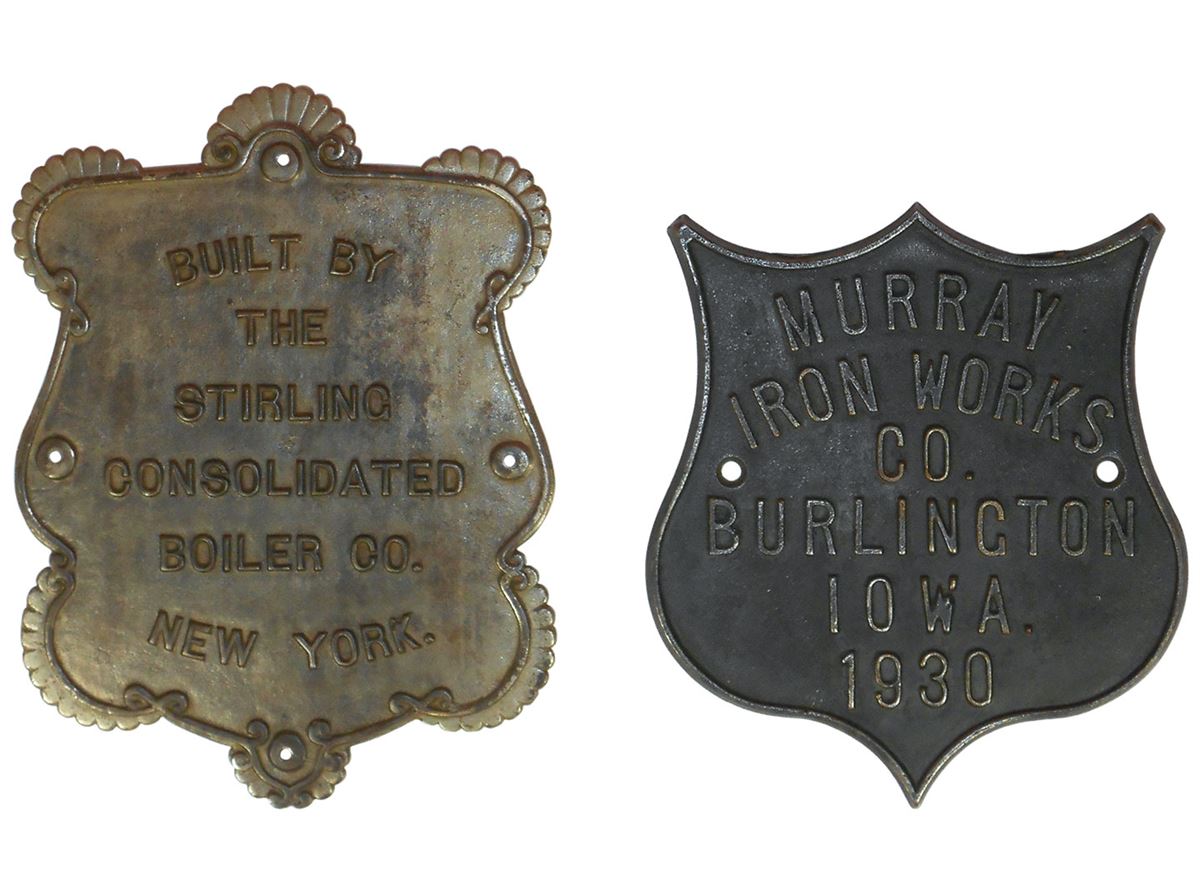 BUILT BY
THE
STIRLING
CONSOLIDATED
BOILER CO.
NEW YORK.
MURRAY
IRON WORKS
CO.
BURLINGTON
IOWA.
1930